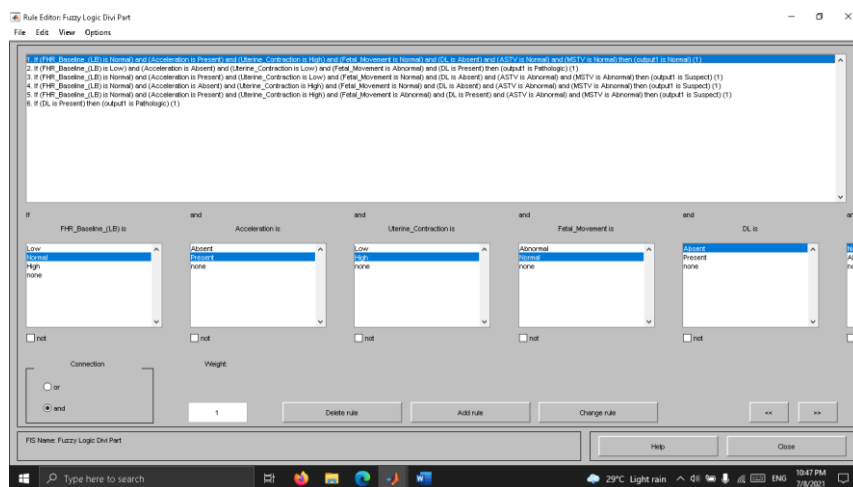 Rule Editor: Fuzzy Logic Divi Part
File Edit View Options
1. If (FHR_Baseline_(LB) is Normal) and (Acceleration is Present) and (Uterine_Contraction is High) and (Fetal_Movement is Normal) and (DL is Absent) and (ASTV is Normal) and (MSTV is Normal) then (output1 is Normal) (1)
2. If (FHR_Baseline_(LB) is Low) and (Acceleration is Absent) and (Uterine_Contraction is Low) and (Fetal_Movement is Abnormal) and (DL is Present) then (output1 is Pathologic) (1)
3. If (FHR_Baseline_(LB) is Normal) and (Acceleration is Present) and (Uterine_Contraction is Low) and (Fetal_Movement is Normal) and (DL is Absent) and (ASTV is Abnormal) and (MSTV is Abnormal) then (output1 is Suspect) (1)
4. If (FHR_Baseline_(LB) is Normal) and (Acceleration is Absent) and (Uterine_Contraction is High) and (Fetal_Movement is Normal) and (DL is Absent) and (ASTV is Abnormal) and (MSTV is Normal) then (output1 is Suspect) (1)
5. If (FHR_Baseline_(LB) is Normal) and (Acceleration is Present) and (Uterine_Contraction is High) and (Fetal_Movement is Abnormal) and (DL is Present) and (ASTV is Abnormal) and (MSTV is Abnormal) then (output1 is Suspect) (1)
6. If (DL is Present) then (output1 is Pathologic) (1)
If and and and and
FHR_Baseline_(LB) is Acceleration is Uterine_Contraction is Fetal_Movement is DL is
Low Absent Low Abnormal Absent
Normal Present High Normal Present
High none none none none
none
not not not not not
Connection Weight:
or
and 1 Delete rule Add rule Change rule << >>
FIS Name: Fuzzy Logic Divi Part Help Close
Type here to search 29°C Light rain ENG 10:47 PM
7/8/2021